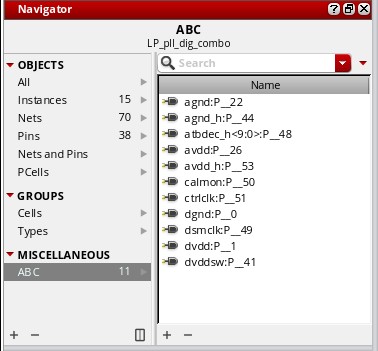 Navigator
ABC
LP_pll_dig_combo
OBJECTS
All
Instances 15
Nets 70
Pins 38
Nets and Pins
PCells
GROUPS
Cells
Types
MISCELLANEOUS
ABC 11
Search
Name
agnd:P__22
agnd_h:P__44
atbdec_h<9:0>:P__48
avdd:P__26
avdd_h:P__53
calmon:P__50
ctrlclk:P__51
dgnd:P__0
dsmclk:P__49
dvdd:P__1
dvddsw:P__41